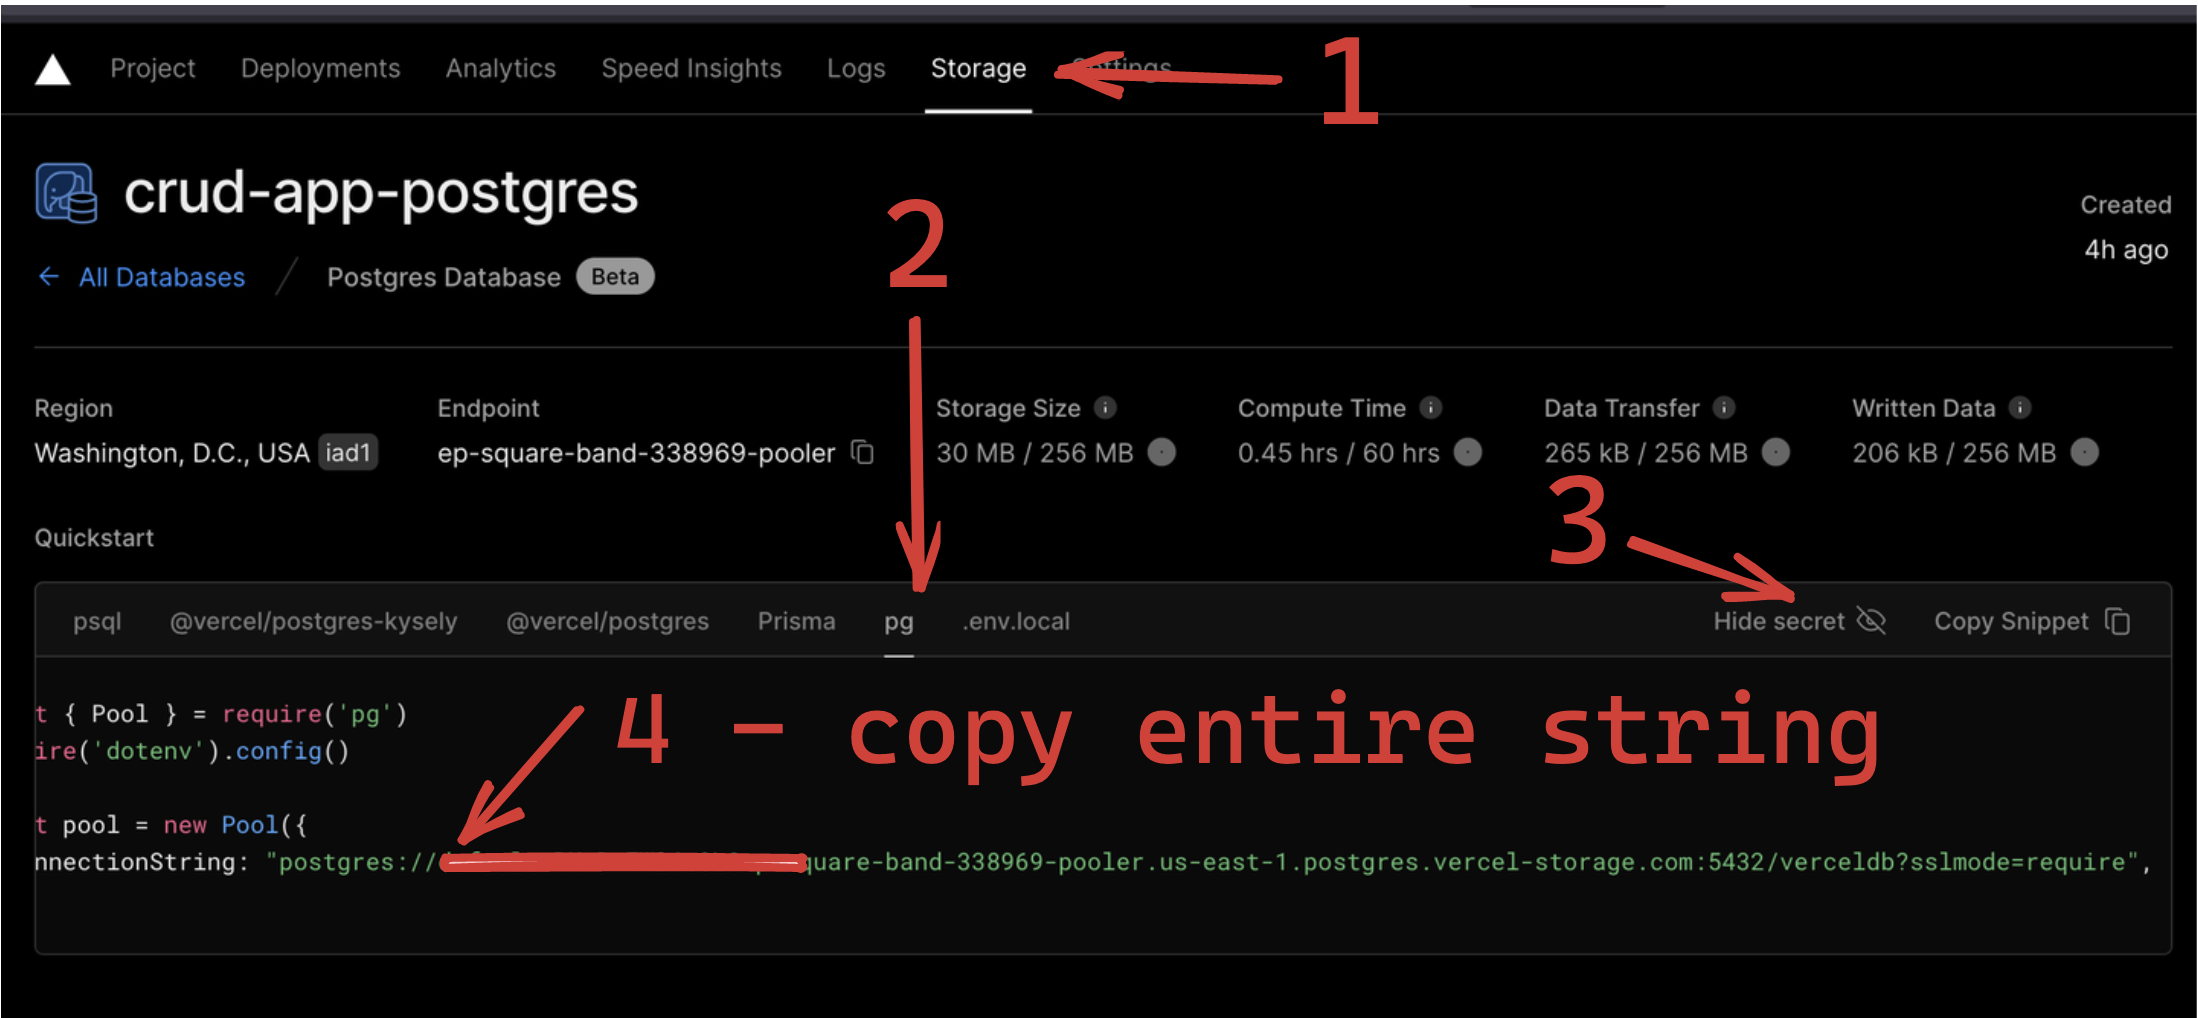 Project Deployments Analytics Speed Insights Logs Storage Settings 1
crud-app-postgres
2
Created
4h ago
All Databases / Postgres Database Beta
Region
Washington, D.C., USA iad1
Endpoint
ep-square-band-338969-pooler
Storage Size
30 MB / 256 MB
Compute Time
0.45 hrs / 60 hrs
Data Transfer
265 kB / 256 MB
Written Data
206 kB / 256 MB
3
Quickstart
psql @vercel/postgres-kysely @vercel/postgres Prisma pg .env.local Hide secret Copy Snippet
4 - copy entire string
t { Pool } = require('pg')
ire('dotenv').config()
t pool = new Pool({
nnectionString: "postgres:// quare-band-338969-pooler.us-east-1.postgres.vercel-storage.com:5432/verceldb?sslmode=require",